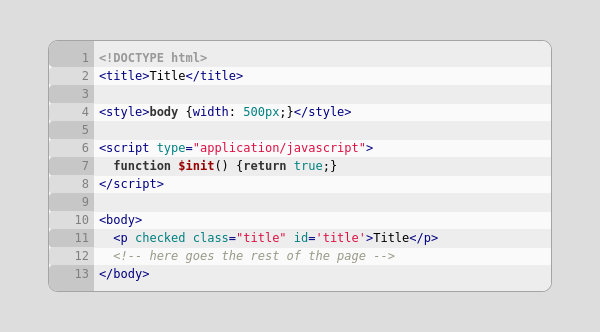 1 <!DOCTYPE html>
2 <title>Title</title>
3
4 <style>body {width: 500px;}</style>
5
6 <script type="application/javascript">
7   function $init() {return true;}
8 </script>
9
10 <body>
11   <p checked class="title" id='title'>Title</p>
12   <!-- here goes the rest of the page -->
13 </body>